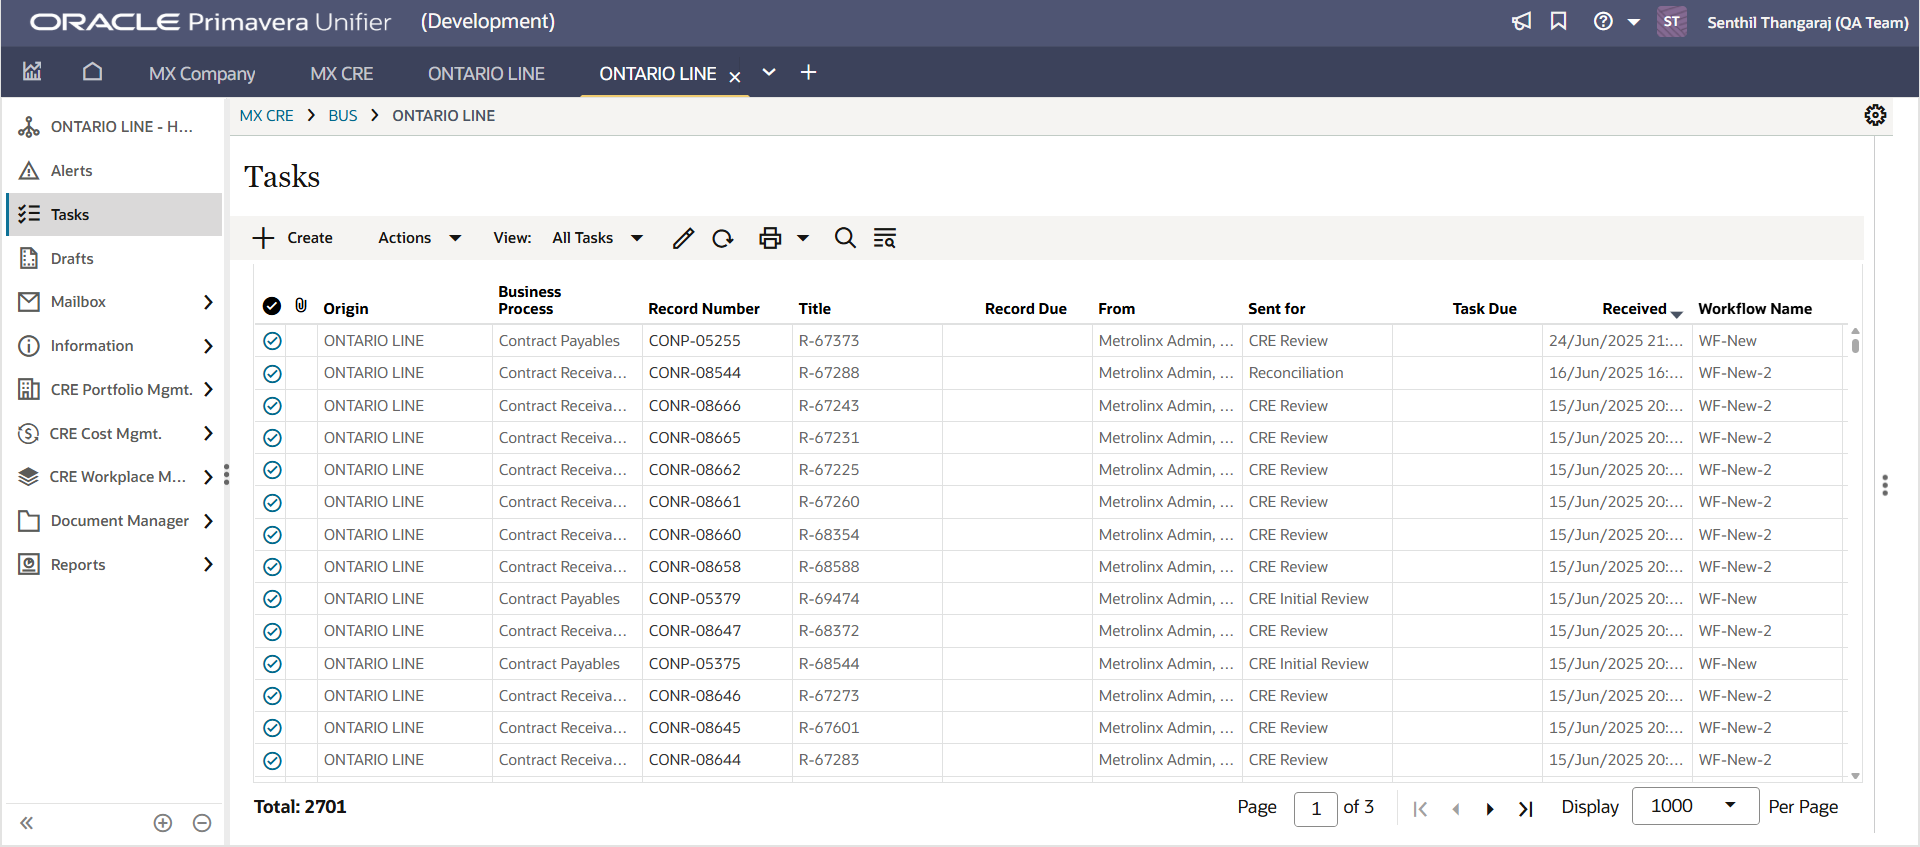 ORACLE Primavera Unifier (Development)
ST Senthil Thangaraj (QA Team)
MX Company MX CRE ONTARIO LINE ONTARIO LINE
ONTARIO LINE - H...
Alerts
Tasks
Drafts
Mailbox
Information
CRE Portfolio Mgmt.
CRE Cost Mgmt.
CRE Workplace M...
Document Manager
Reports
MX CRE BUS ONTARIO LINE
Tasks
Create Actions View: All Tasks
Origin Business Process Record Number Title Record Due From Sent for Task Due Received Workflow Name
ONTARIO LINE Contract Payables CONP-05255 R-67373 Metrolinx Admin, ... CRE Review 24/Jun/2025 21:... WF-New
ONTARIO LINE Contract Receiva... CONR-08544 R-67288 Metrolinx Admin, ... Reconciliation 16/Jun/2025 16:... WF-New-2
ONTARIO LINE Contract Receiva... CONR-08666 R-67243 Metrolinx Admin, ... CRE Review 15/Jun/2025 20:... WF-New-2
ONTARIO LINE Contract Receiva... CONR-08665 R-67231 Metrolinx Admin, ... CRE Review 15/Jun/2025 20:... WF-New-2
ONTARIO LINE Contract Receiva... CONR-08662 R-67225 Metrolinx Admin, ... CRE Review 15/Jun/2025 20:... WF-New-2
ONTARIO LINE Contract Receiva... CONR-08661 R-67260 Metrolinx Admin, ... CRE Review 15/Jun/2025 20:... WF-New-2
ONTARIO LINE Contract Receiva... CONR-08660 R-68354 Metrolinx Admin, ... CRE Review 15/Jun/2025 20:... WF-New-2
ONTARIO LINE Contract Receiva... CONR-08658 R-68588 Metrolinx Admin, ... CRE Review 15/Jun/2025 20:... WF-New-2
ONTARIO LINE Contract Payables CONP-05379 R-69474 Metrolinx Admin, ... CRE Initial Review 15/Jun/2025 20:... WF-New
ONTARIO LINE Contract Receiva... CONR-08647 R-68372 Metrolinx Admin, ... CRE Review 15/Jun/2025 20:... WF-New-2
ONTARIO LINE Contract Payables CONP-05375 R-68544 Metrolinx Admin, ... CRE Initial Review 15/Jun/2025 20:... WF-New
ONTARIO LINE Contract Receiva... CONR-08646 R-67273 Metrolinx Admin, ... CRE Review 15/Jun/2025 20:... WF-New-2
ONTARIO LINE Contract Receiva... CONR-08645 R-67601 Metrolinx Admin, ... CRE Review 15/Jun/2025 20:... WF-New-2
ONTARIO LINE Contract Receiva... CONR-08644 R-67283 Metrolinx Admin, ... CRE Review 15/Jun/2025 20:... WF-New-2
Total: 2701 Page 1 of 3 Display 1000 Per Page